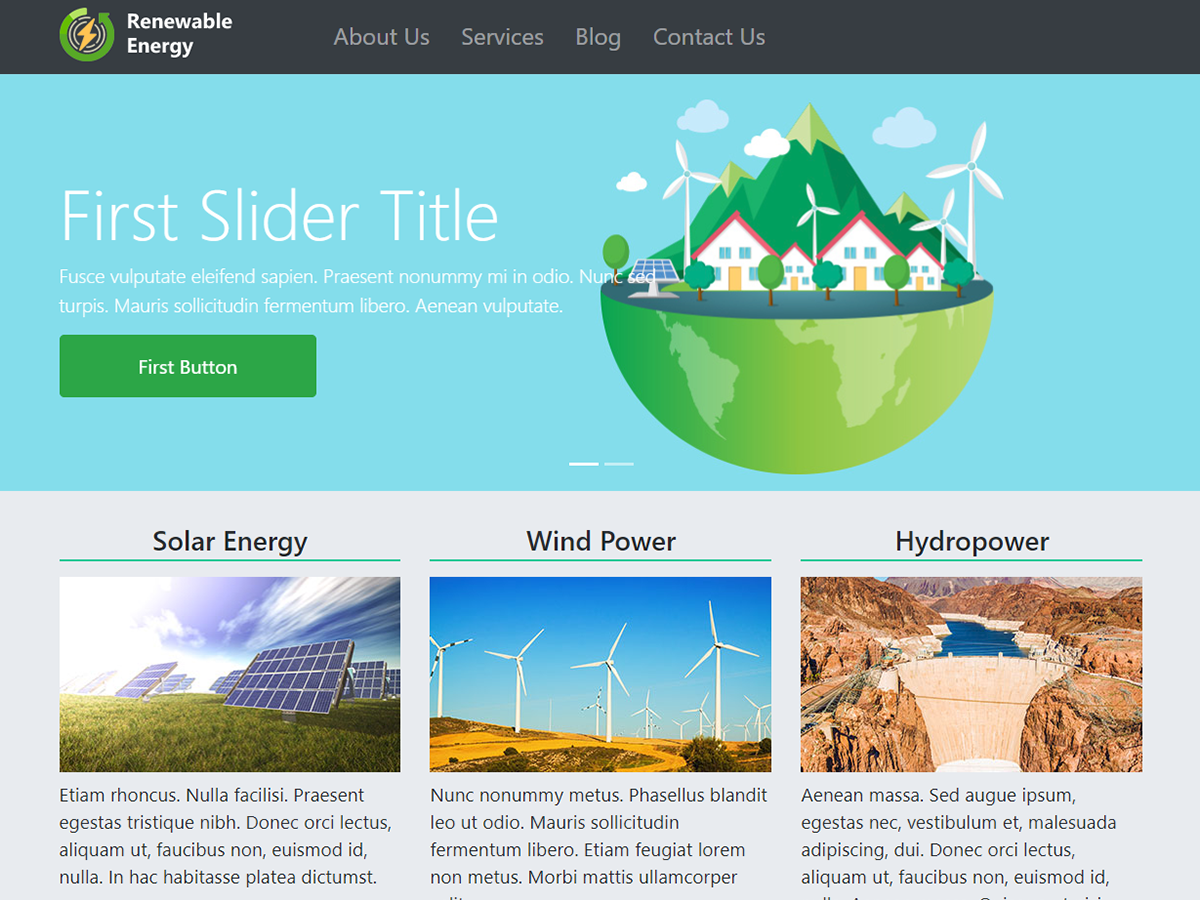 Renewable
Energy
About Us Services Blog Contact Us
First Slider Title
Fusce vulputate eleifend sapien. Praesent nonummy mi in odio. Nunc sed
turpis. Mauris sollicitudin fermentum libero. Aenean vulputate.
First Button
Solar Energy
Etiam rhoncus. Nulla facilisi. Praesent
egestas tristique nibh. Donec orci lectus,
aliquam ut, faucibus non, euismod id,
nulla. In hac habitasse platea dictumst.
Wind Power
Nunc nonummy metus. Phasellus blandit
leo ut odio. Mauris sollicitudin
fermentum libero. Etiam feugiat lorem
non metus. Morbi mattis ullamcorper
Hydropower
Aenean massa. Sed augue ipsum,
egestas nec, vestibulum et, malesuada
adipiscing, dui. Donec orci lectus,
aliquam ut, faucibus non, euismod id,